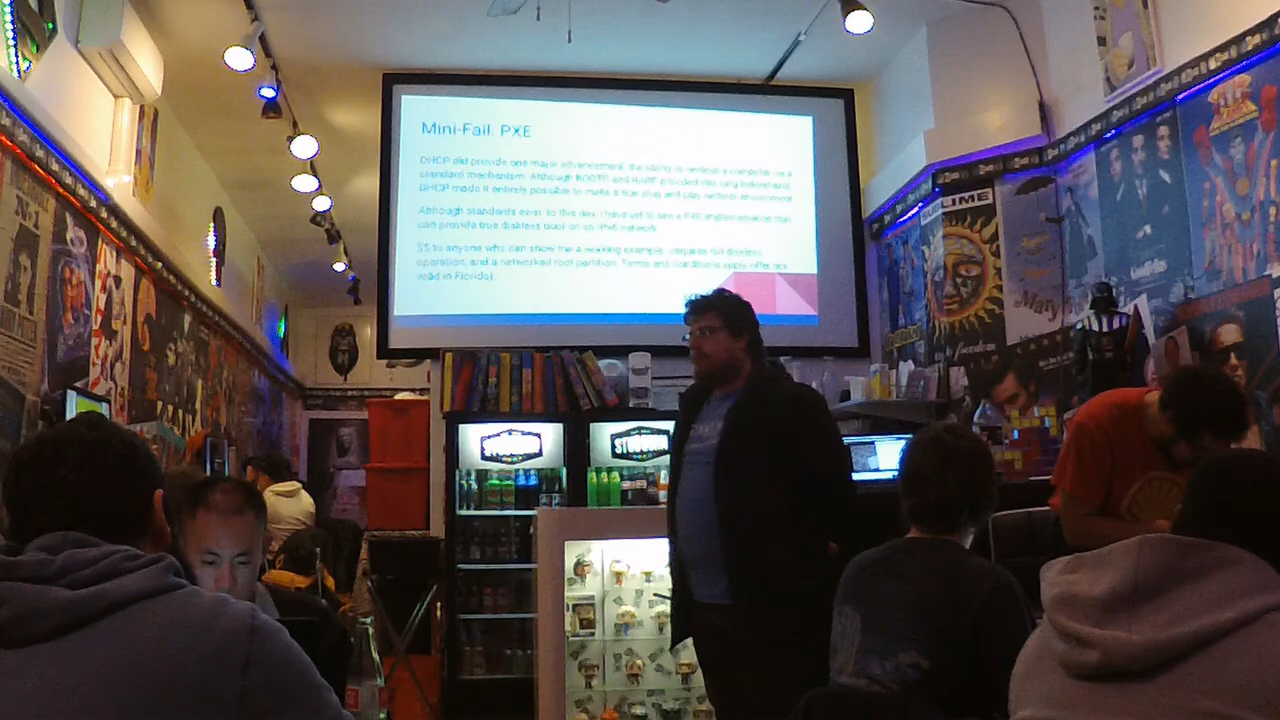 Mini-Fail: PXE
DHCP did provide one major advancement: the ability to netboot a computer via a
standard mechanism. Although BOOTP and RARP provided this long beforehand,
DHCP made it entirely possible to make a true plug and play netboot environment
Although standards exist to this day, I have yet to see a PXE implementation that
can provide true diskless boot on an IPv6 network
$5 to anyone who can show me a working example, requires full diskless
operation, and a networked root partition. Terms and Conditions apply, offer not
valid in Florida).
SUBLIME
freedom
Mary